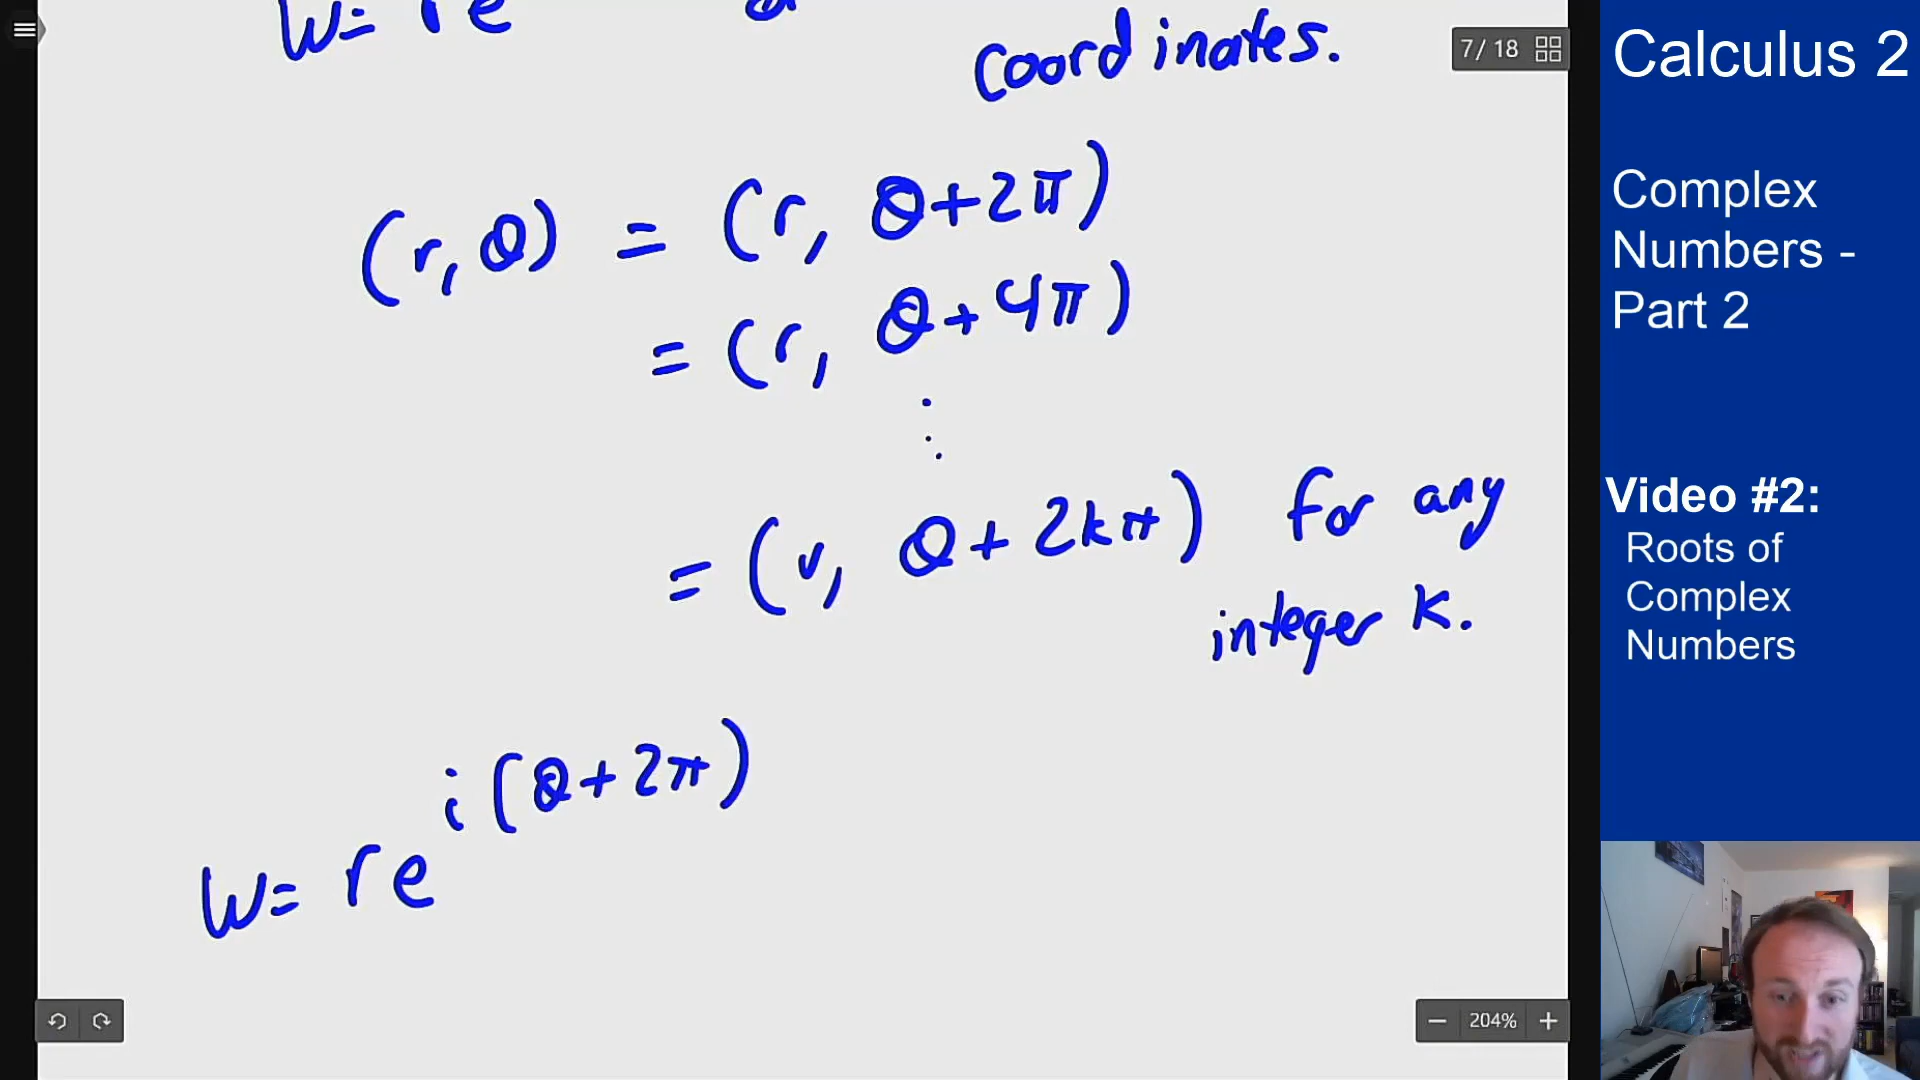 w= re
coordinates.
(r, θ) = (r, θ+2π)
= (r, θ+4π)
⋮
= (r, θ+2kπ) for any
integer k.
w= re^i(θ+2π)
7/ 18
204%
Calculus 2
Complex
Numbers -
Part 2
Video #2:
Roots of
Complex
Numbers